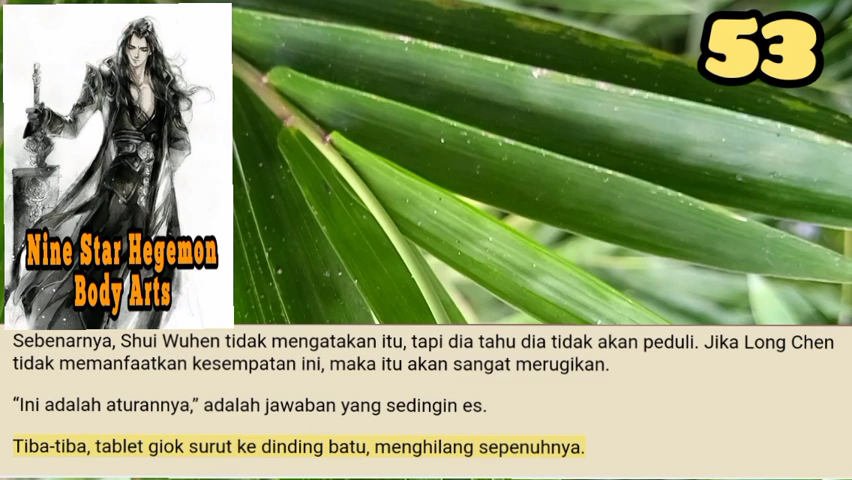 53
Nine Star Hegemon
Body Arts
Sebenarnya, Shui Wuhen tidak mengatakan itu, tapi dia tahu dia tidak akan peduli. Jika Long Chen
tidak memanfaatkan kesempatan ini, maka itu akan sangat merugikan.
“Ini adalah aturannya,” adalah jawaban yang sedingin es.
Tiba-tiba, tablet giok surut ke dinding batu, menghilang sepenuhnya.